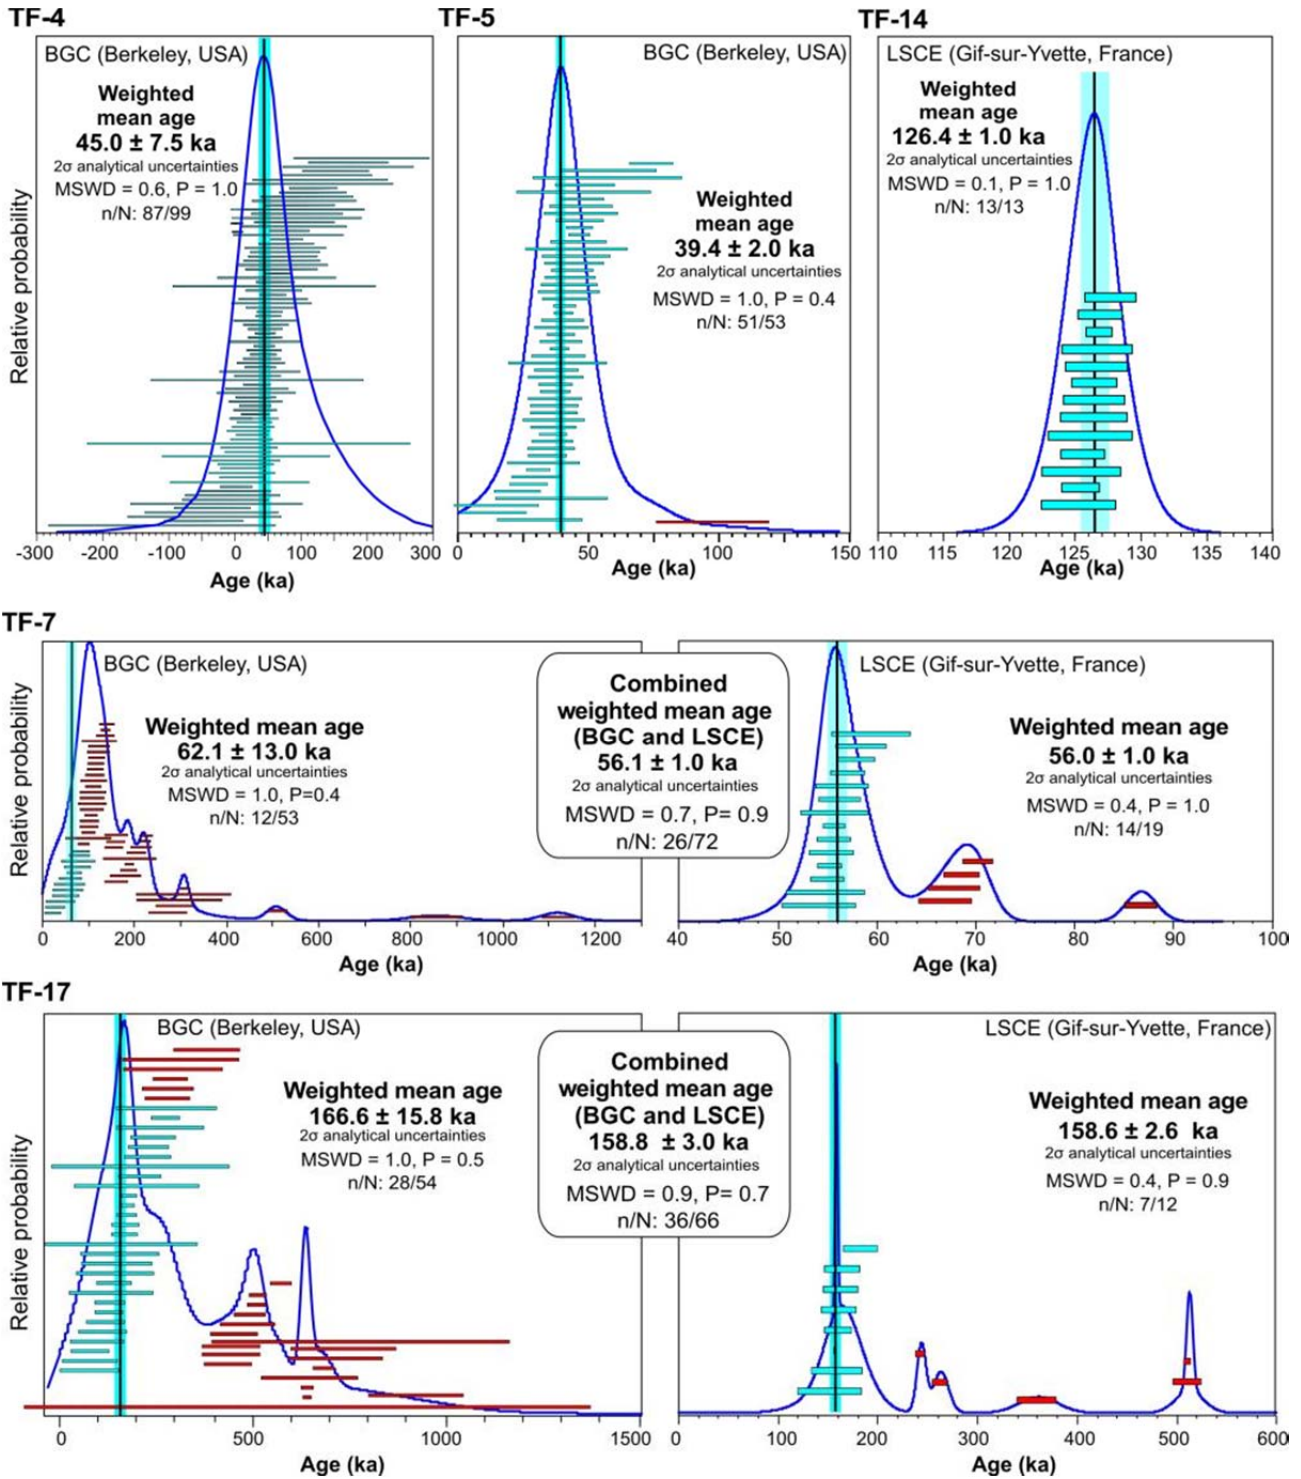 TF-4
BGC (Berkeley, USA)
Weighted
mean age
45.0 ± 7.5 ka
2σ analytical uncertainties
MSWD = 0.6, P = 1.0
n/N: 87/99
Relative probability
-300 -200 -100 0 100 200 300
Age (ka)
TF-5
BGC (Berkeley, USA)
Weighted
mean age
39.4 ± 2.0 ka
2σ analytical uncertainties
MSWD = 1.0, P = 0.4
n/N: 51/53
0 50 100 150
Age (ka)
TF-14
LSCE (Gif-sur-Yvette, France)
Weighted
mean age
126.4 ± 1.0 ka
2σ analytical uncertainties
MSWD = 0.1, P = 1.0
n/N: 13/13
110 115 120 125 130 135 140
Age (ka)
TF-7
BGC (Berkeley, USA)
Weighted mean age
62.1 ± 13.0 ka
2σ analytical uncertainties
MSWD = 1.0, P=0.4
n/N: 12/53
Relative probability
0 200 400 600 800 1000 1200
Age (ka)
Combined
weighted mean age
(BGC and LSCE)
56.1 ± 1.0 ka
2σ analytical uncertainties
MSWD = 0.7, P= 0.9
n/N: 26/72
LSCE (Gif-sur-Yvette, France)
Weighted mean age
56.0 ± 1.0 ka
2σ analytical uncertainties
MSWD = 0.4, P = 1.0
n/N: 14/19
40 50 60 70 80 90 100
Age (ka)
TF-17
BGC (Berkeley, USA)
Weighted mean age
166.6 ± 15.8 ka
2σ analytical uncertainties
MSWD = 1.0, P = 0.5
n/N: 28/54
Relative probability
0 500 1000 1500
Age (ka)
Combined
weighted mean age
(BGC and LSCE)
158.8 ± 3.0 ka
2σ analytical uncertainties
MSWD = 0.9, P= 0.7
n/N: 36/66
LSCE (Gif-sur-Yvette, France)
Weighted mean age
158.6 ± 2.6 ka
2σ analytical uncertainties
MSWD = 0.4, P = 0.9
n/N: 7/12
0 100 200 300 400 500 600
Age (ka)